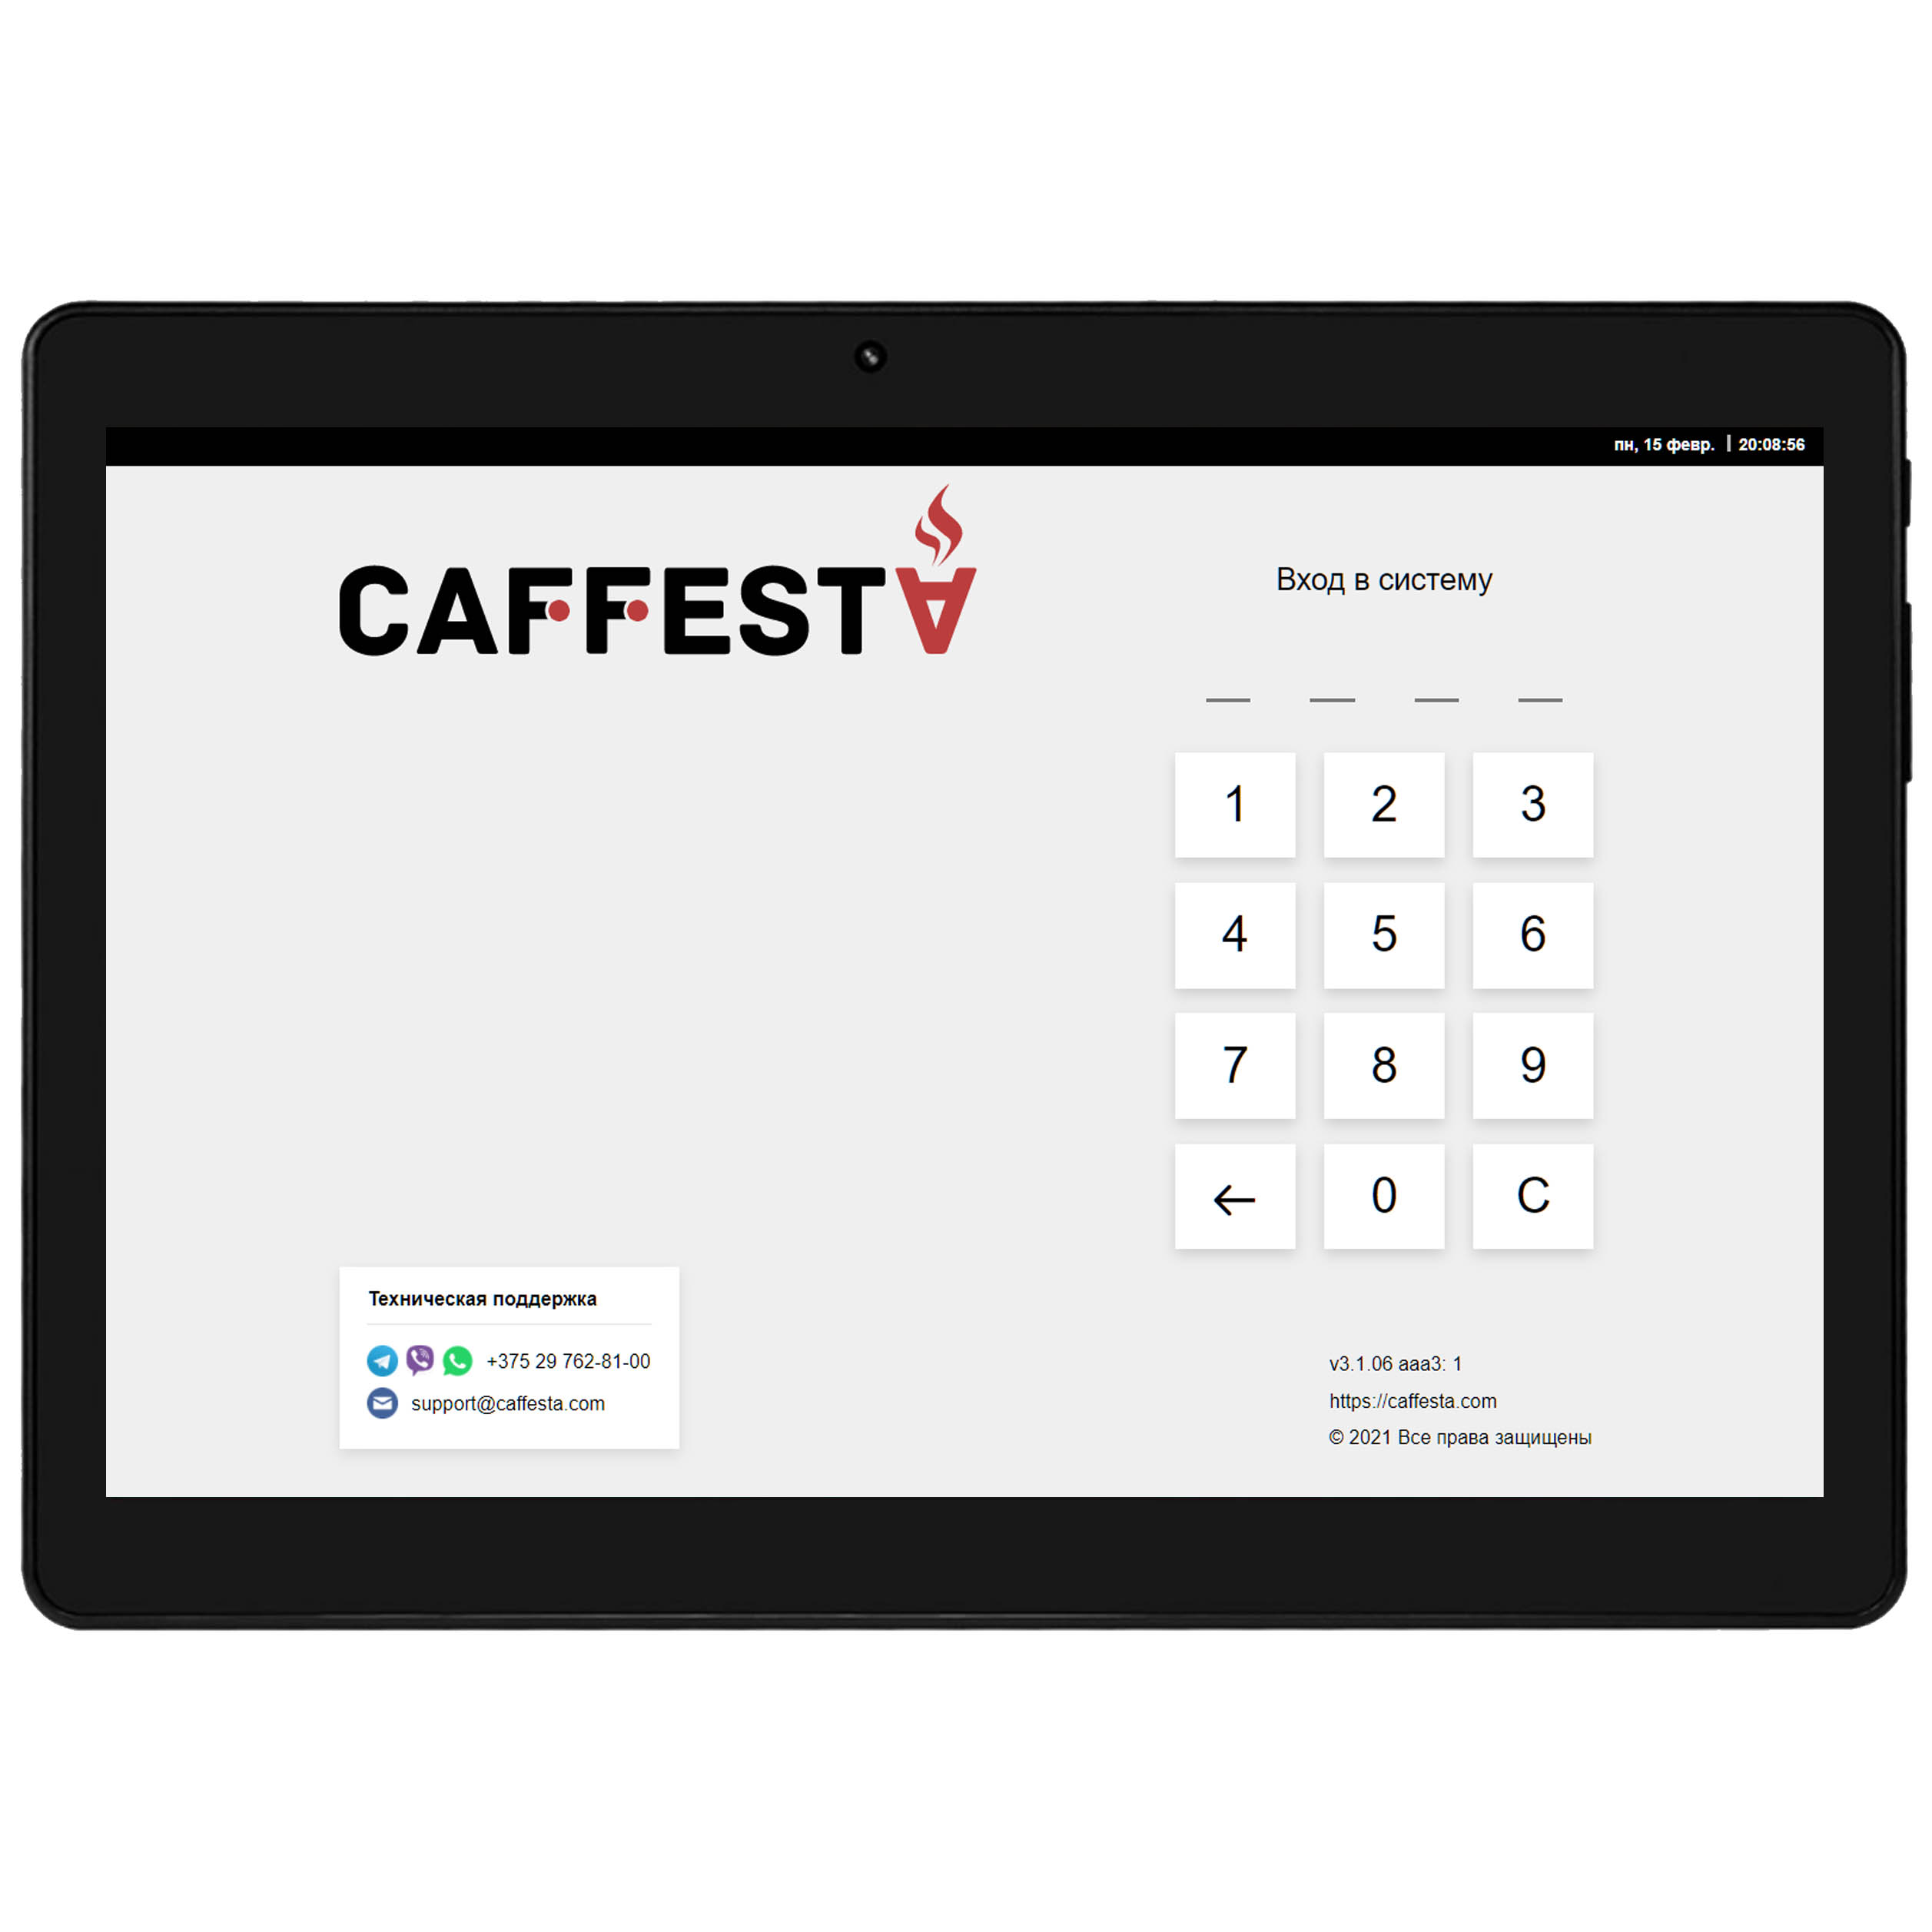 пн, 15 февр. | 20:08:56
CAFFESTA
Вход в систему
1 2 3
4 5 6
7 8 9
← 0 C
Техническая поддержка
+375 29 762-81-00
support@caffesta.com
v3.1.06 ааа3: 1
https://caffesta.com
© 2021 Все права защищены